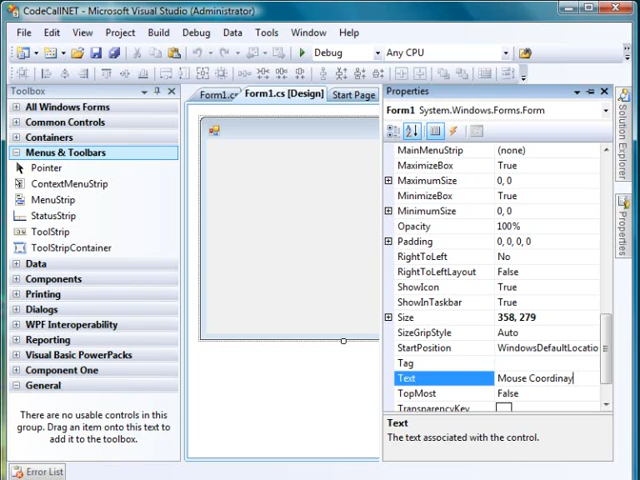 CodeCallNET - Microsoft Visual Studio (Administrator)
File Edit View Project Build Debug Data Tools Window Help
Debug Any CPU
Toolbox
All Windows Forms
Common Controls
Containers
Menus & Toolbars
Pointer
ContextMenuStrip
MenuStrip
StatusStrip
ToolStrip
ToolStripContainer
Data
Components
Printing
Dialogs
WPF Interoperability
Reporting
Visual Basic PowerPacks
Component One
General
There are no usable controls in this
group. Drag an item onto this text to
add it to the toolbox.
Error List
Form1.cs Form1.cs [Design] Start Page
Properties
Form1 System.Windows.Forms.Form
MainMenuStrip (none)
MaximizeBox True
MaximumSize 0, 0
MinimizeBox True
MinimumSize 0, 0
Opacity 100%
Padding 0, 0, 0, 0
RightToLeft No
RightToLeftLayout False
ShowIcon True
ShowInTaskbar True
Size 358, 279
SizeGripStyle Auto
StartPosition WindowsDefaultLocatio
Tag
Text Mouse Coordinay
TopMost False
TransparencyKey
Text
The text associated with the control.
Solution Explorer
Properties